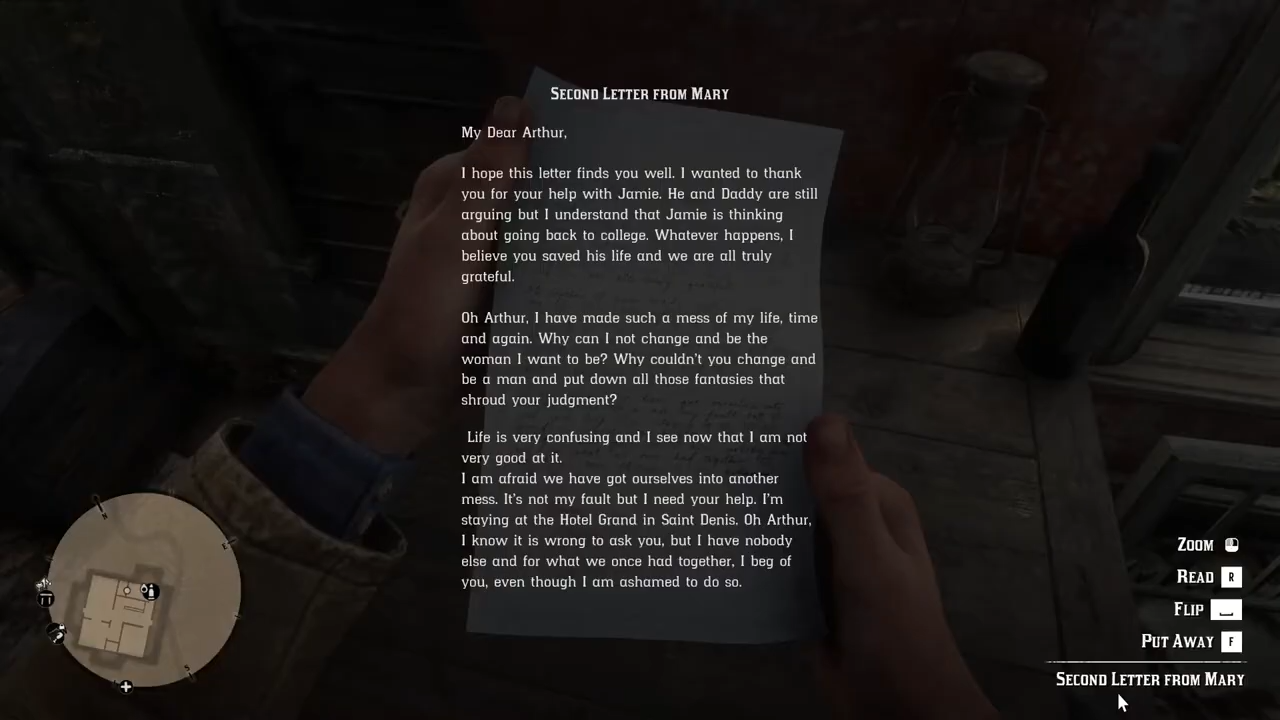 Second Letter from Mary
My Dear Arthur,
I hope this letter finds you well. I wanted to thank
you for your help with Jamie. He and Daddy are still
arguing but I understand that Jamie is thinking
about going back to college. Whatever happens, I
believe you saved his life and we are all truly
grateful.
Oh Arthur, I have made such a mess of my life, time
and again. Why can I not change and be the
woman I want to be? Why couldn't you change and
be a man and put down all those fantasies that
shroud your judgment?
Life is very confusing and I see now that I am not
very good at it.
I am afraid we have got ourselves into another
mess. It's not my fault but I need your help. I'm
staying at the Hotel Grand in Saint Denis. Oh Arthur,
I know it is wrong to ask you, but I have nobody
else and for what we once had together, I beg of
you, even though I am ashamed to do so.
Zoom
Read R
Flip
Put Away F
Second Letter from Mary